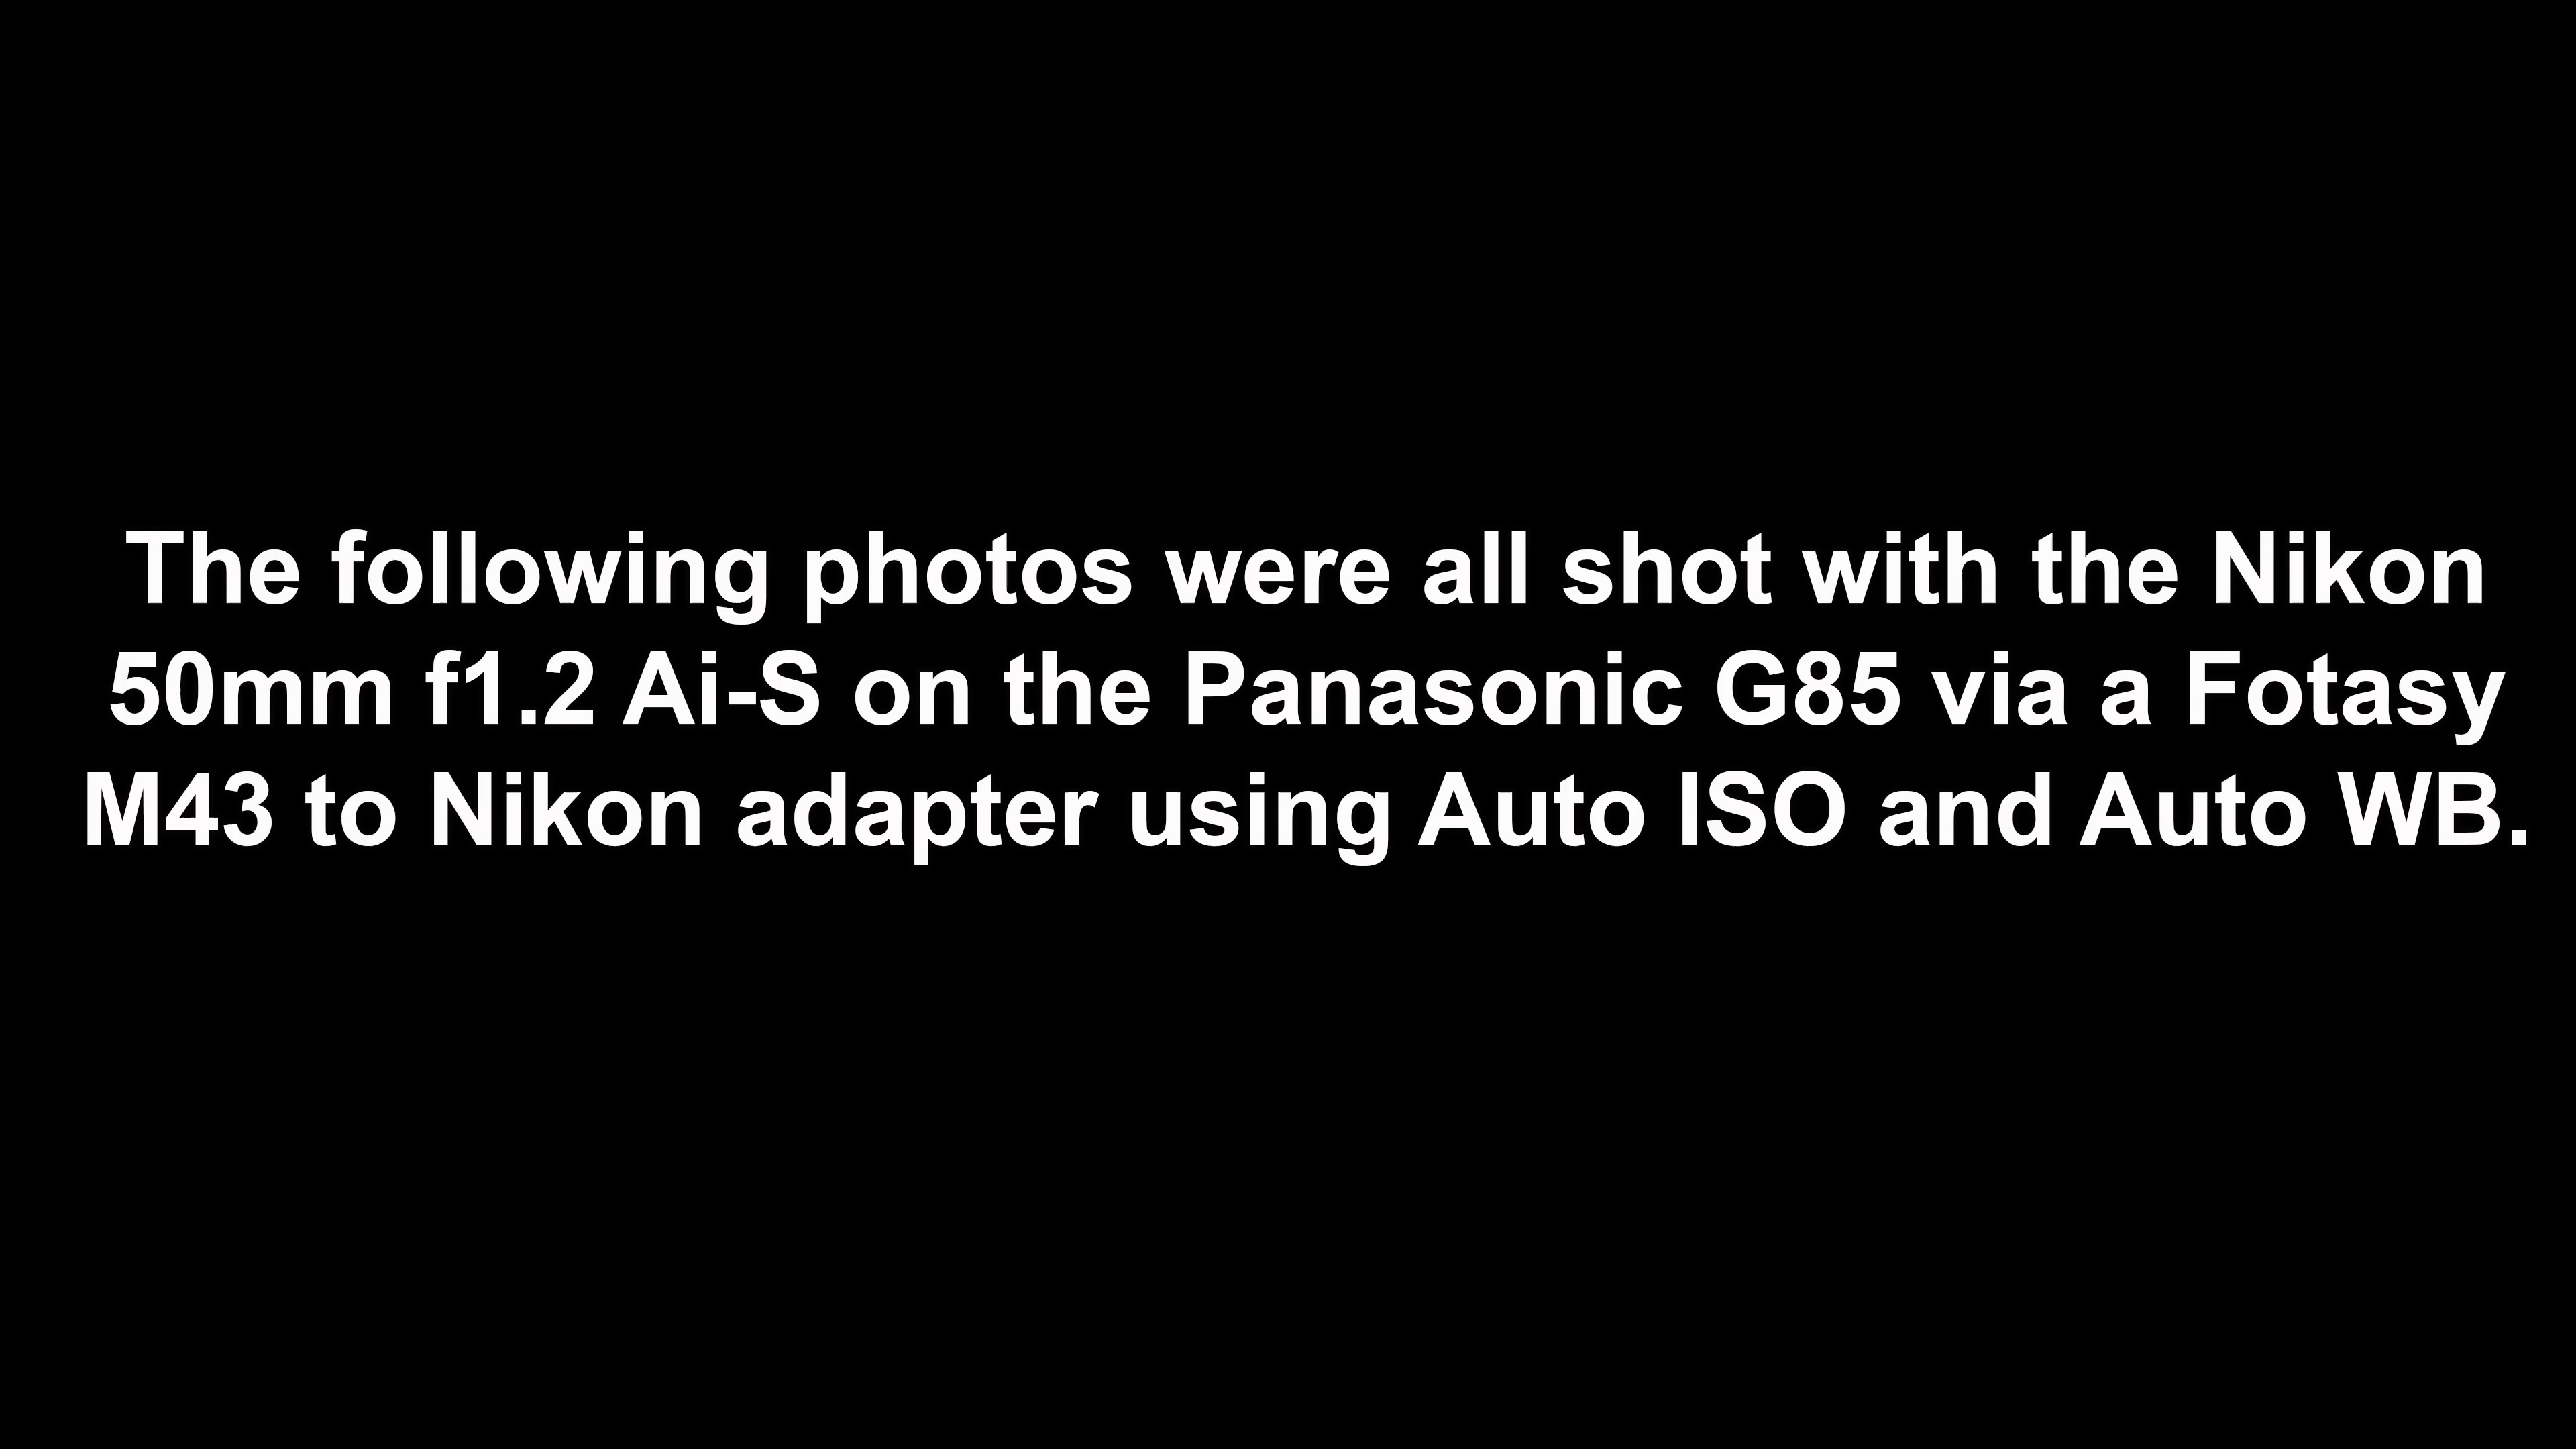 The following photos were all shot with the Nikon
50mm f1.2 Ai-S on the Panasonic G85 via a Fotasy
M43 to Nikon adapter using Auto ISO and Auto WB.